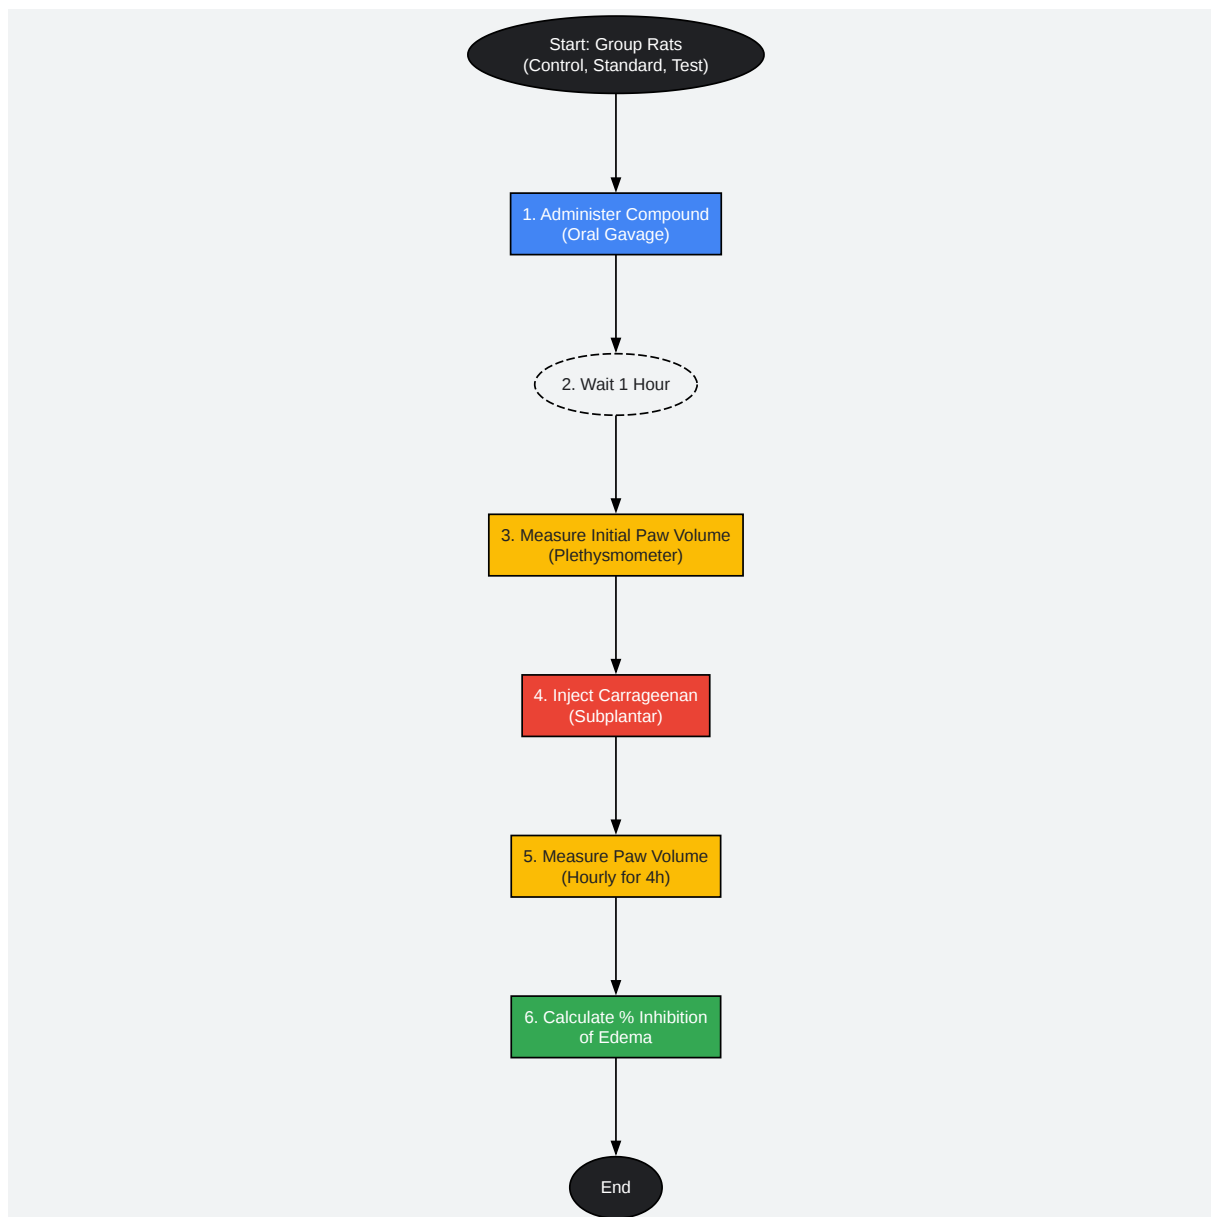 Start: Group Rats
(Control, Standard, Test)
1. Administer Compound
(Oral Gavage)
2. Wait 1 Hour
3. Measure Initial Paw Volume
(Plethysmometer)
4. Inject Carrageenan
(Subplantar)
5. Measure Paw Volume
(Hourly for 4h)
6. Calculate % Inhibition
of Edema
End